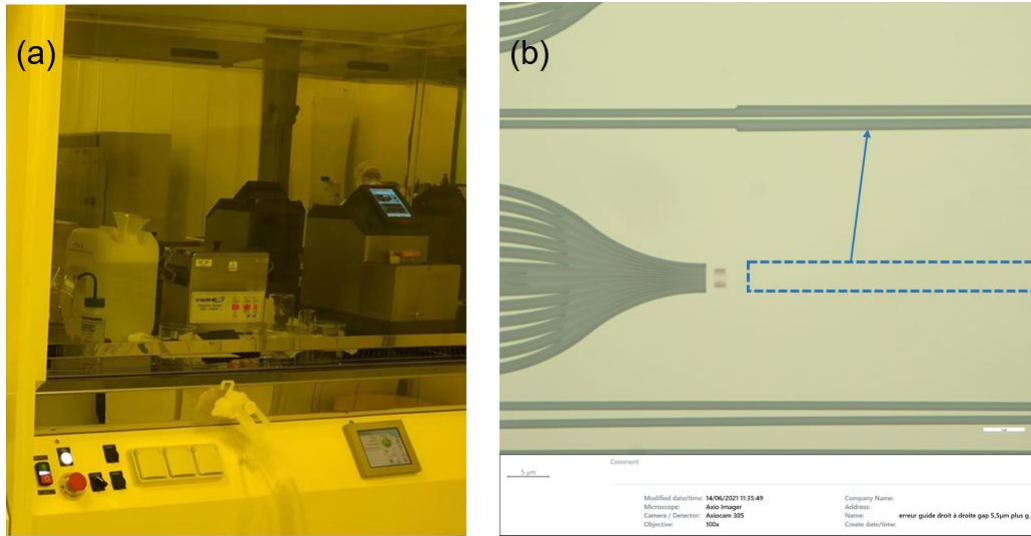 (a)
(b)
VWR
5 µm
Comment
Modified date/time: 14/06/2021 11:35:49
Microscope: Axio Imager
Camera / Detector: Axiocam 305
Objective: 100x
Company Name:
Address:
Name: erreur guide droit à droite gap 5,5µm plus g.
Create date/time: